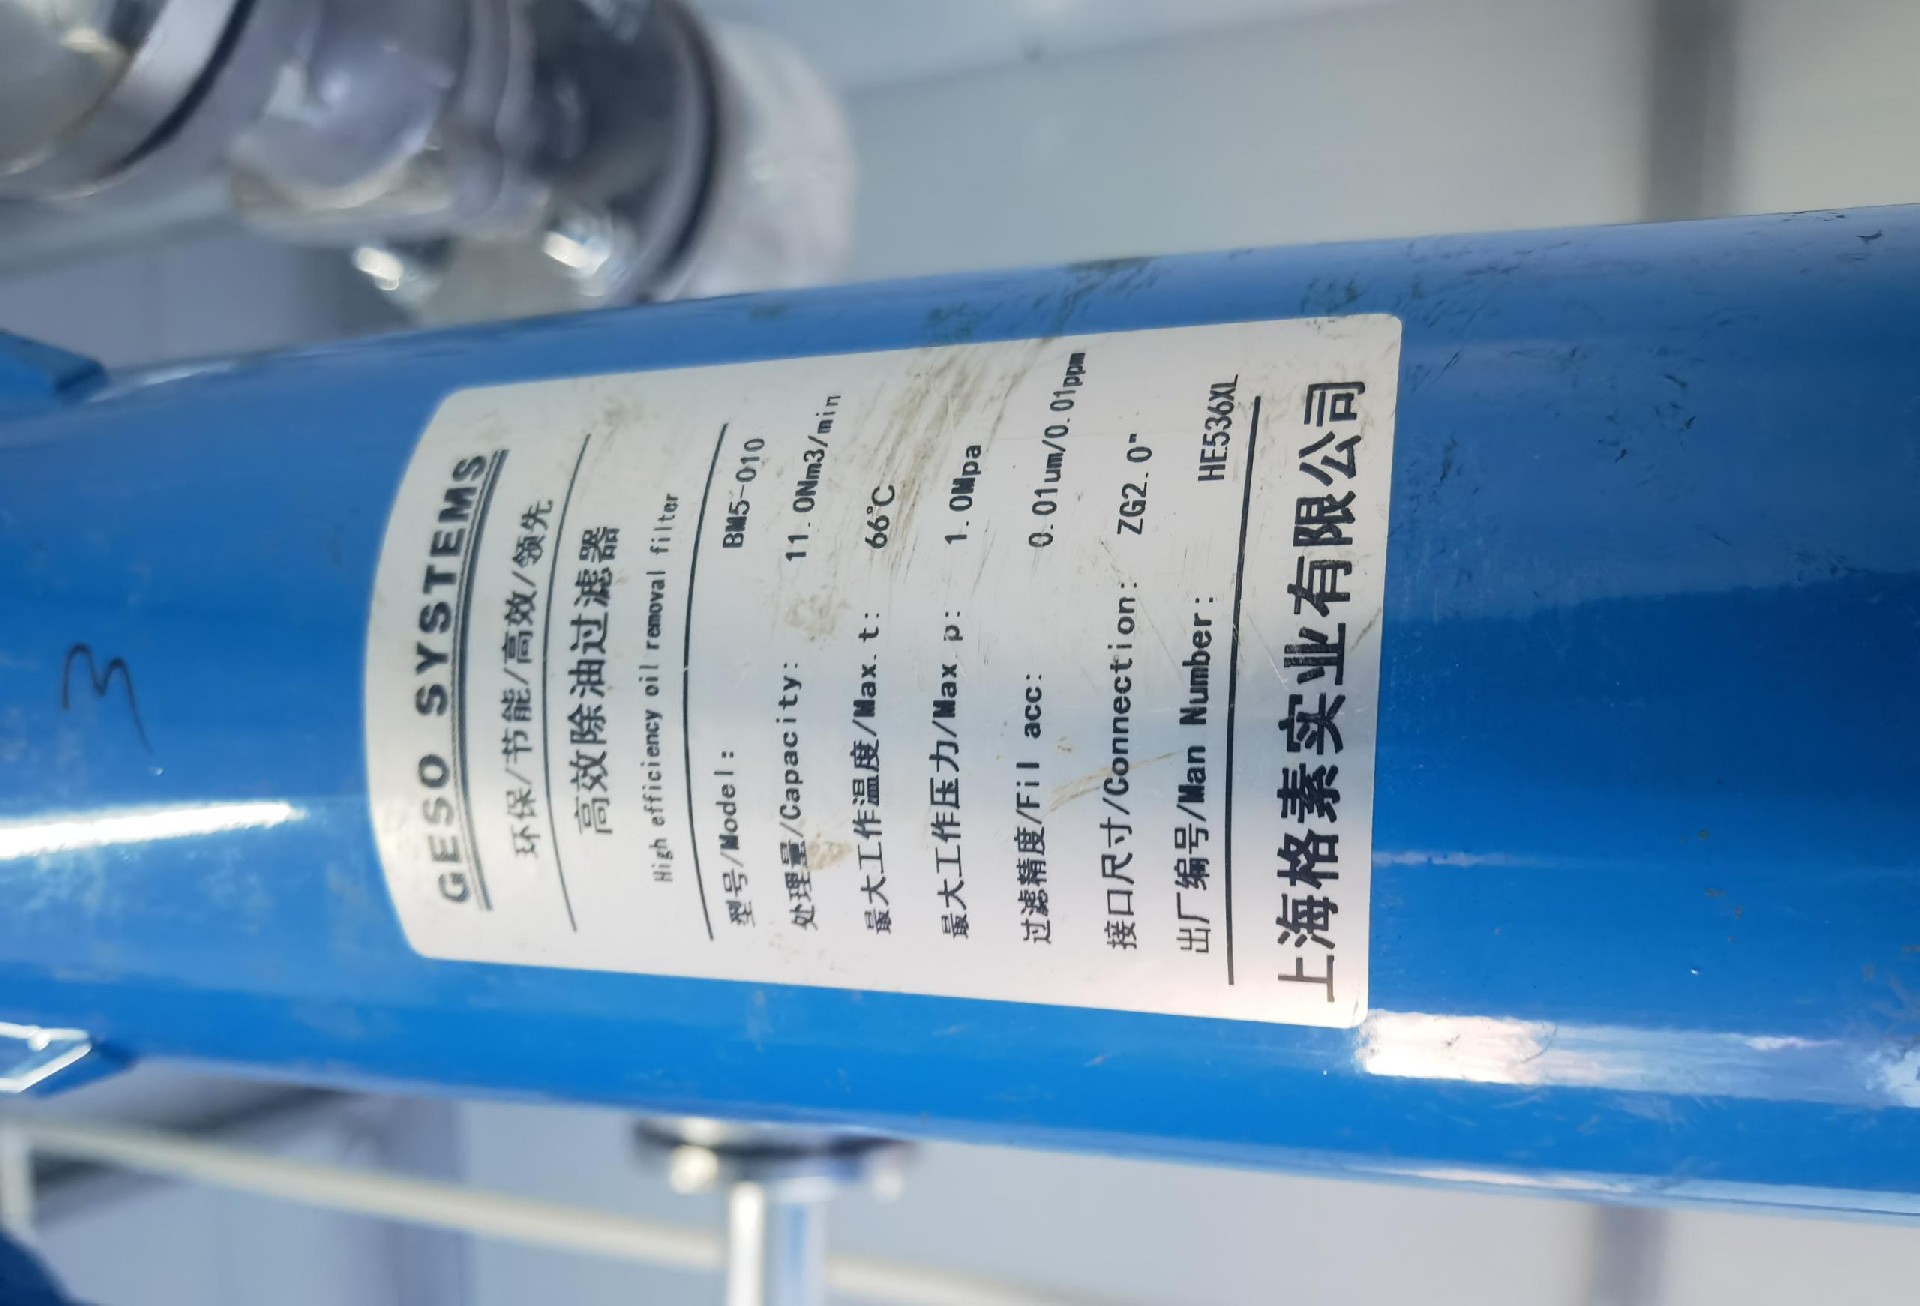 3
GESO SYSTEMS
环保/节能/高效/领先
高效除油过滤器
High efficiency oil removal filter
型号/Model: BM5-010
处理量/Capacity: 11.0Nm3/min
最大工作温度/Max.t: 66℃
最大工作压力/Max p: 1.0Mpa
过滤精度/Fil acc: 0.01um/0.01ppm
接口尺寸/Connection: ZG2.0"
出厂编号/Man Number: HE536XL
上海格素实业有限公司